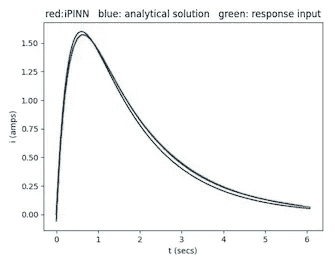 red:iPINN blue: analytical solution green: response input
1.50
1.25
1.00
0.75
0.50
0.25
0.00
i (amps)
0 1 2 3 4 5 6
t (secs)